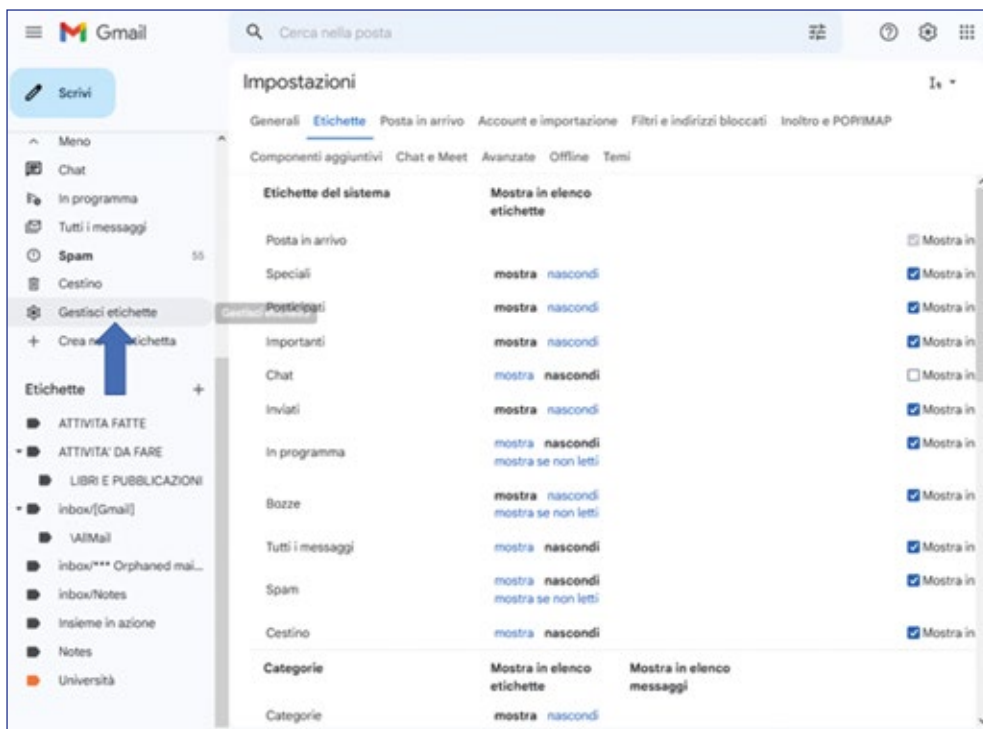 Gmail
Cerca nella posta
Scrivi
Meno
Chat
In programma
Tutti i messaggi
Spam 55
Cestino
Gestisci etichette
Crea etichetta
Etichette
ATTIVITA FATTE
ATTIVITA' DA FARE
LIBRI E PUBBLICAZIONI
inbox/[Gmail]
\AllMail
inbox/*** Orphaned mai...
inbox/Notes
Insieme in azione
Notes
Università
Impostazioni
Generali Etichette Posta in arrivo Account e importazione Filtri e indirizzi bloccati Inoltro e POP/IMAP
Componenti aggiuntivi Chat e Meet Avanzate Offline Temi
Etichette del sistema Mostra in elenco
etichette
Posta in arrivo Mostra in
Speciali mostra nascondi Mostra in
Posticipati mostra nascondi Mostra in
Importanti mostra nascondi Mostra in
Chat mostra nascondi Mostra in
Inviati mostra nascondi Mostra in
In programma mostra nascondi Mostra in
mostra se non letti
Bozze mostra nascondi Mostra in
mostra se non letti
Tutti i messaggi mostra nascondi Mostra in
Spam mostra nascondi Mostra in
mostra se non letti
Cestino mostra nascondi Mostra in
Categorie Mostra in elenco Mostra in elenco
etichette messaggi
Categorie mostra nascondi